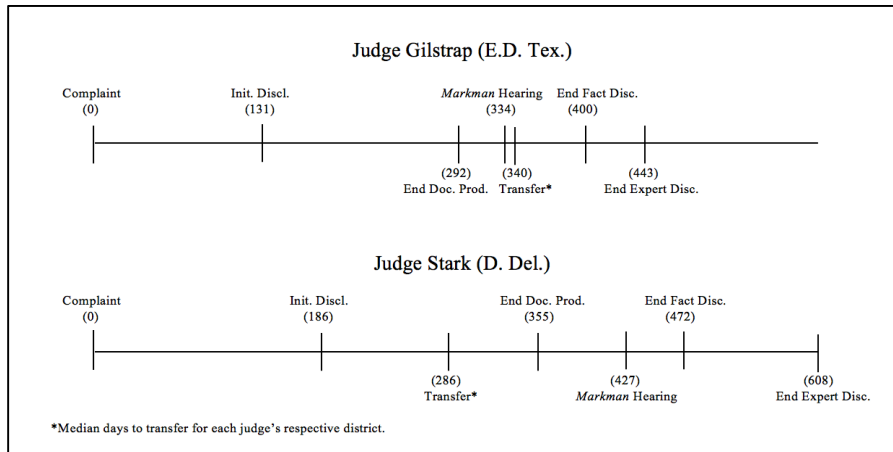 Judge Gilstrap (E.D. Tex.)
Complaint Init. Discl. Markman Hearing End Fact Disc.
(0) (131) (334) (400)
(292) (340) (443)
End Doc. Prod. Transfer* End Expert Disc.
Judge Stark (D. Del.)
Complaint Init. Discl. End Doc. Prod. End Fact Disc.
(0) (186) (355) (472)
(286) (427) (608)
Transfer* Markman Hearing End Expert Disc.
*Median days to transfer for each judge's respective district.